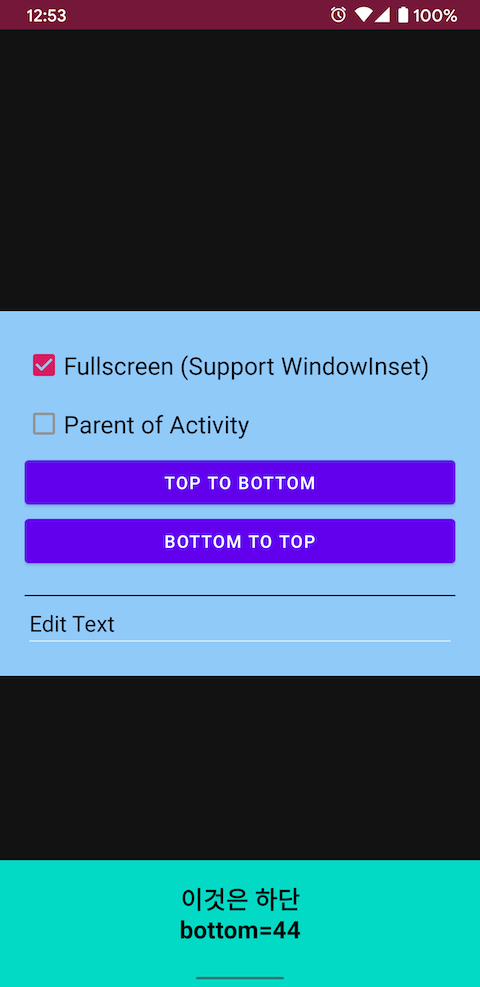 12:53
100%
Fullscreen (Support WindowInset)
Parent of Activity
TOP TO BOTTOM
BOTTOM TO TOP
Edit Text
이것은 하단
bottom=44